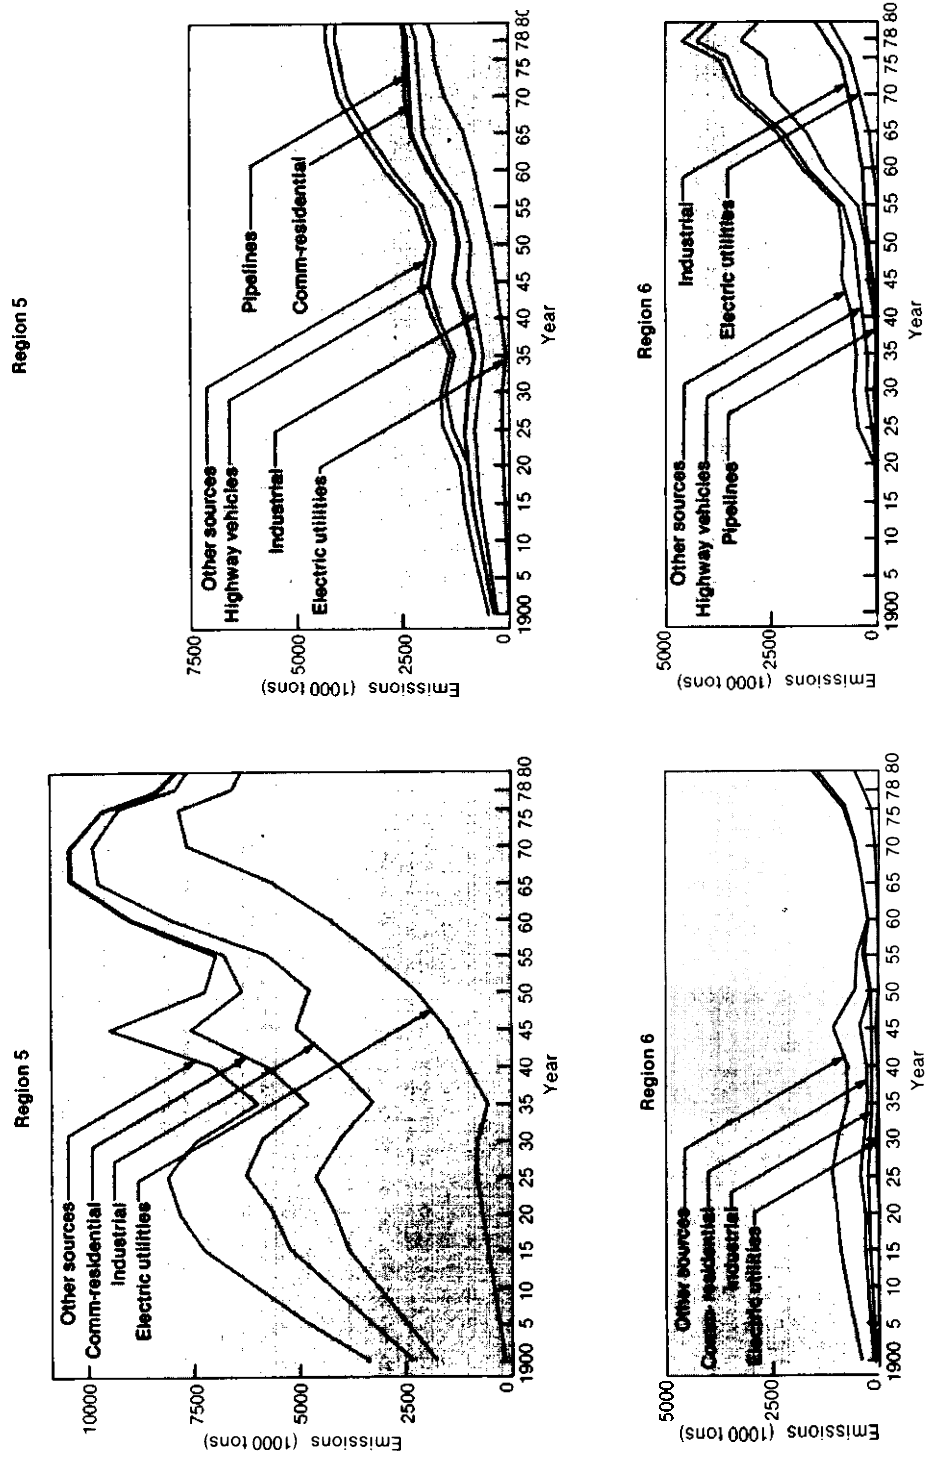 Region 5
Emissions (1000 tons)
10000
7500
5000
2500
0
Other sources
Comm-residential
Industrial
Electric utilities
1900 5 10 15 20 25 30 35 40 45 50 55 60 65 70 75 78 80
Year
Region 5
Emissions (1000 tons)
7500
5000
2500
0
Other sources
Highway vehicles
Industrial
Electric utilities
Pipelines
Comm-residential
1900 5 10 15 20 25 30 35 40 45 50 55 60 65 70 75 78 80
Year
Region 6
Emissions (1000 tons)
5000
2500
0
Other sources
Comm-residential
Industrial
Electric utilities
1900 5 10 15 20 25 30 35 40 45 50 55 60 65 70 75 78 80
Year
Region 6
Emissions (1000 tons)
5000
2500
0
Other sources
Highway vehicles
Pipelines
Industrial
Electric utilities
1900 5 10 15 20 25 30 35 40 45 50 55 60 65 70 75 78 80
Year